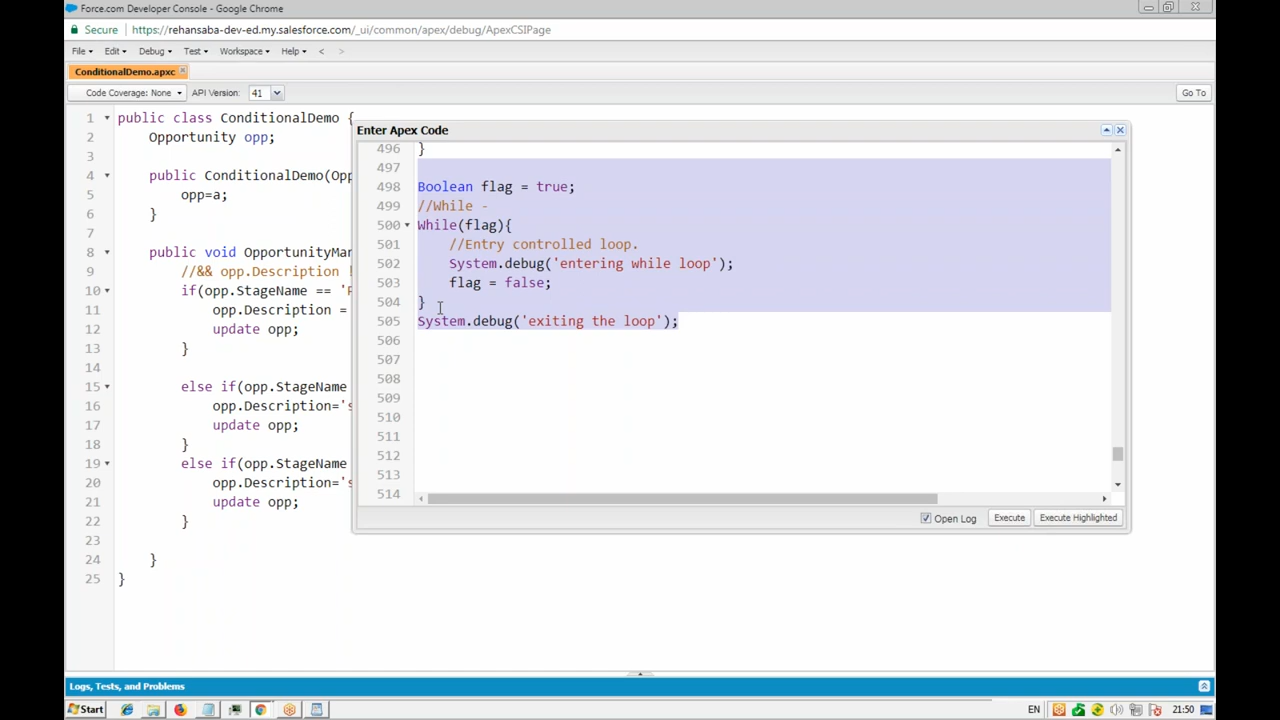 Force.com Developer Console - Google Chrome
Secure https://rehansaba-dev-ed.my.salesforce.com/_ui/common/apex/debug/ApexCSIPage
File Edit Debug Test Workspace Help < >
ConditionalDemo.apxc
Code Coverage: None API Version: 41 Go To
1 public class ConditionalDemo {
2 Opportunity opp;
3
4 public ConditionalDemo(Opp
5 opp=a;
6 }
7
8 public void OpportunityMan
9 //&& opp.Description !
10 if(opp.StageName == 'P
11 opp.Description =
12 update opp;
13 }
14
15 else if(opp.StageName
16 opp.Description='s
17 update opp;
18 }
19 else if(opp.StageName
20 opp.Description='s
21 update opp;
22 }
23
24 }
25 }
Enter Apex Code
496 }
497
498 Boolean flag = true;
499 //While -
500 While(flag){
501 //Entry controlled loop.
502 System.debug('entering while loop');
503 flag = false;
504 }
505 System.debug('exiting the loop');
506
507
508
509
510
511
512
513
514
Open Log Execute Execute Highlighted
Logs, Tests, and Problems
Start EN 21:50